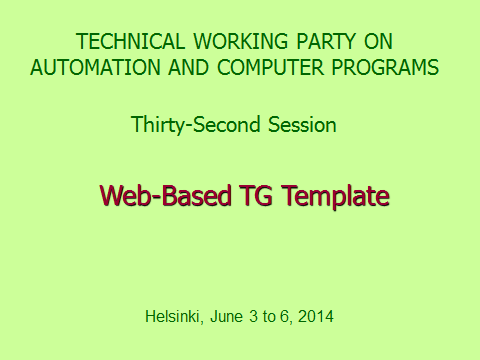 TECHNICAL WORKING PARTY ON
AUTOMATION AND COMPUTER PROGRAMS
Thirty-Second Session
Web-Based TG Template
Helsinki, June 3 to 6, 2014